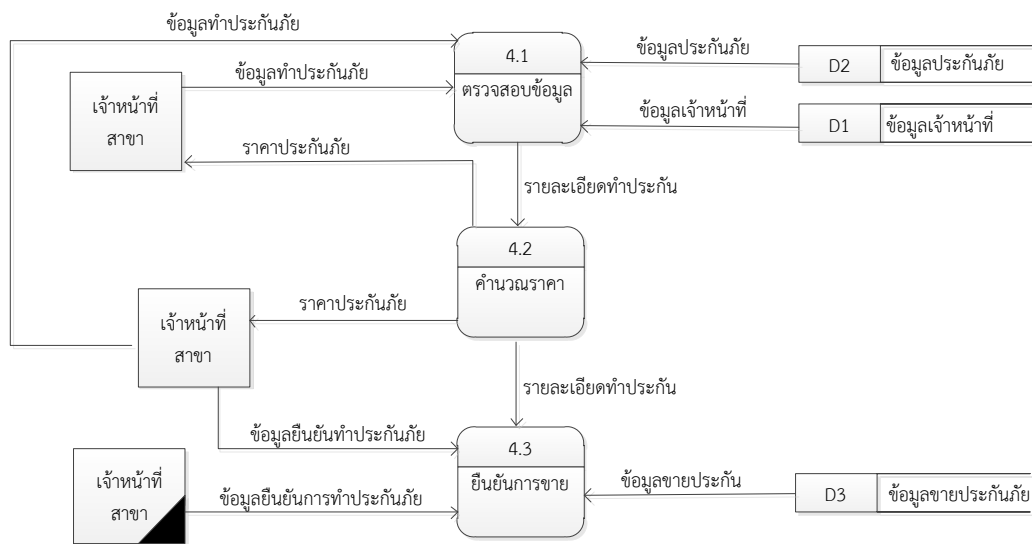 ข้อมูลทำประกันภัย
4.1
ตรวจสอบข้อมูล
ข้อมูลประกันภัย
D2
ข้อมูลประกันภัย
ข้อมูลทำประกันภัย
เจ้าหน้าที่
สาขา
ข้อมูลเจ้าหน้าที่
D1
ข้อมูลเจ้าหน้าที่
ราคาประกันภัย
รายละเอียดทำประกัน
4.2
คำนวณราคา
ราคาประกันภัย
เจ้าหน้าที่
สาขา
รายละเอียดทำประกัน
ข้อมูลยืนยันทำประกันภัย
4.3
ยืนยันการขาย
ข้อมูลขายประกัน
D3
ข้อมูลขายประกันภัย
เจ้าหน้าที่
สาขา
ข้อมูลยืนยันการทำประกันภัย